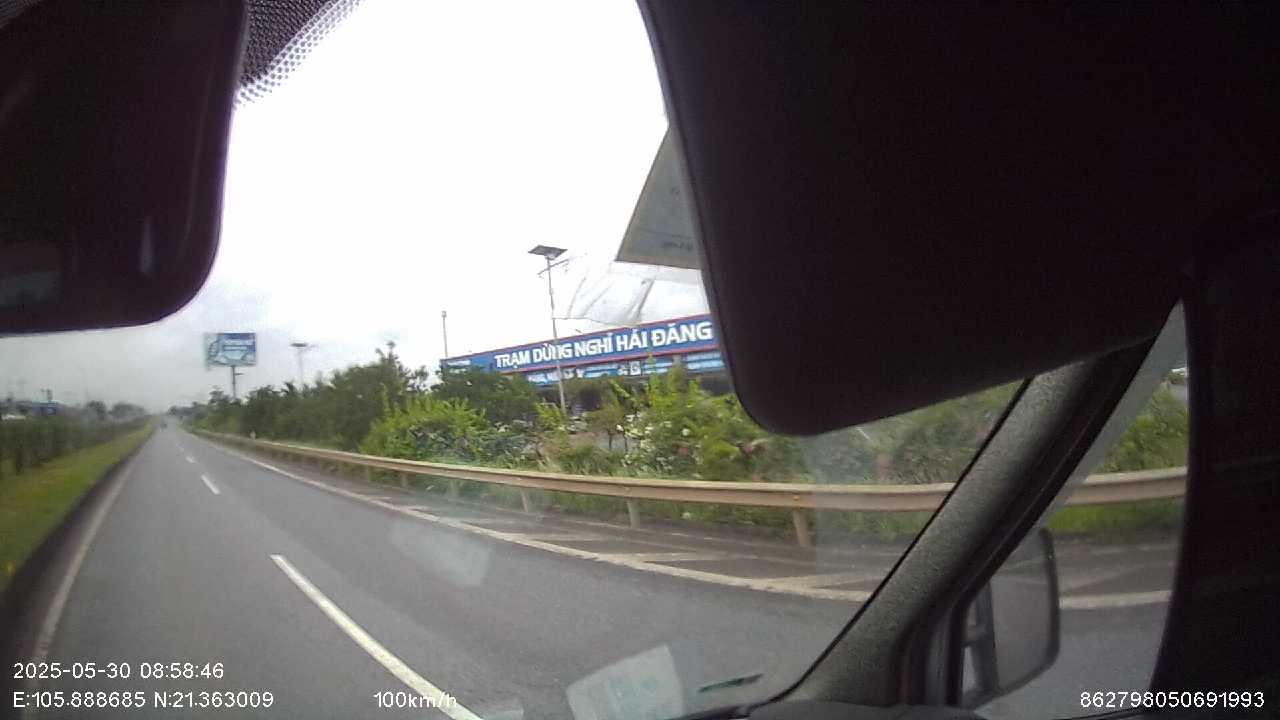 TRẠM DỪNG NGHỈ HẢI ĐĂNG
2025-05-30 08:58:46
E:105.888685 N:21.363009
100km/h
862798050691993